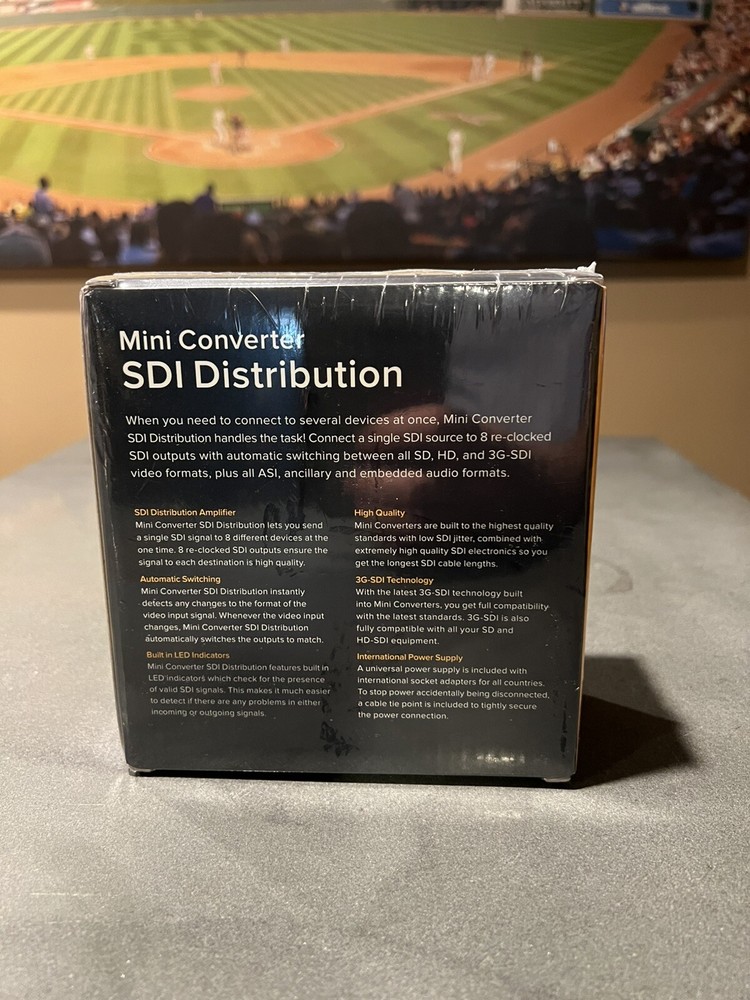 Mini Converter
SDI Distribution
When you need to connect to several devices at once, Mini Converter
SDI Distribution handles the task! Connect a single SDI source to 8 re-clocked
SDI outputs with automatic switching between all SD, HD, and 3G-SDI
video formats, plus all ASI, ancillary and embedded audio formats.
SDI Distribution Amplifier
Mini Converter SDI Distribution lets you send
a single SDI signal to 8 different devices at the
one time. 8 re-clocked SDI outputs ensure the
signal to each destination is high quality.
Automatic Switching
Mini Converter SDI Distribution instantly
detects any changes to the format of the
video input signal. Whenever the video input
changes, Mini Converter SDI Distribution
automatically switches the outputs to match.
Built in LED Indicators
Mini Converter SDI Distribution features built in
LED indicators which check for the presence
of valid SDI signals. This makes it much easier
to detect if there are any problems in either
incoming or outgoing signals.
High Quality
Mini Converters are built to the highest quality
standards with low SDI jitter, combined with
extremely high quality SDI electronics so you
get the longest SDI cable lengths.
3G-SDI Technology
With the latest 3G-SDI technology built
into Mini Converters, you get full compatibility
with the latest standards. 3G-SDI is also
fully compatible with all your SD and
HD-SDI equipment.
International Power Supply
A universal power supply is included with
international socket adapters for all countries.
To stop power accidentally being disconnected,
a cable tie point is included to tightly secure
the power connection.